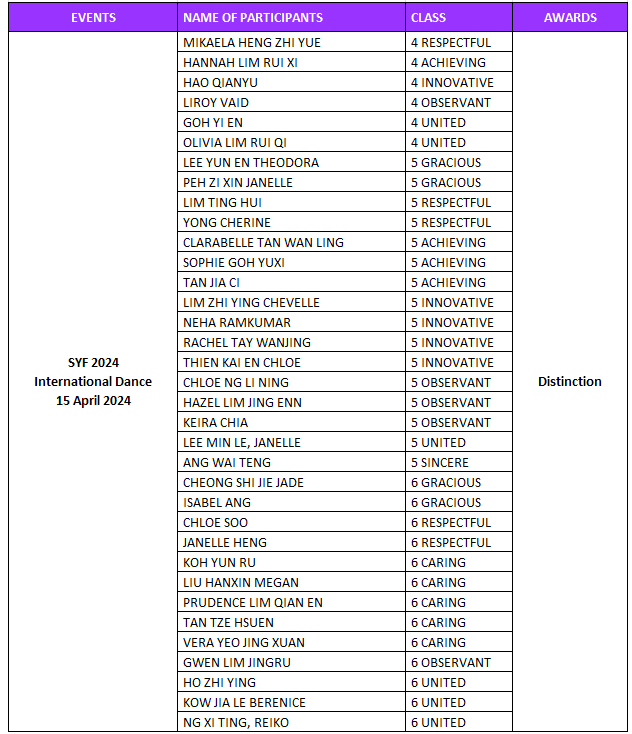 EVENTS NAME OF PARTICIPANTS CLASS AWARDS
MIKAELA HENG ZHI YUE 4 RESPECTFUL
HANNAH LIM RUI XI 4 ACHIEVING
HAO QIANYU 4 INNOVATIVE
LIROY VAID 4 OBSERVANT
GOH YI EN 4 UNITED
OLIVIA LIM RUI QI 4 UNITED
LEE YUN EN THEODORA 5 GRACIOUS
PEH ZI XIN JANELLE 5 GRACIOUS
LIM TING HUI 5 RESPECTFUL
YONG CHERINE 5 RESPECTFUL
CLARABELLE TAN WAN LING 5 ACHIEVING
SOPHIE GOH YUXI 5 ACHIEVING
TAN JIA CI 5 ACHIEVING
LIM ZHI YING CHEVELLE 5 INNOVATIVE
NEHA RAMKUMAR 5 INNOVATIVE
RACHEL TAY WANJING 5 INNOVATIVE
SYF 2024 THIEN KAI EN CHLOE 5 INNOVATIVE
International Dance CHLOE NG LI NING 5 OBSERVANT Distinction
15 April 2024 HAZEL LIM JING ENN 5 OBSERVANT
KEIRA CHIA 5 OBSERVANT
LEE MIN LE, JANELLE 5 UNITED
ANG WAI TENG 5 SINCERE
CHEONG SHI JIE JADE 6 GRACIOUS
ISABEL ANG 6 GRACIOUS
CHLOE SOO 6 RESPECTFUL
JANELLE HENG 6 RESPECTFUL
KOH YUN RU 6 CARING
LIU HANXIN MEGAN 6 CARING
PRUDENCE LIM QIAN EN 6 CARING
TAN TZE HSUEN 6 CARING
VERA YEO JING XUAN 6 CARING
GWEN LIM JINGRU 6 OBSERVANT
HO ZHI YING 6 UNITED
KOW JIA LE BERENICE 6 UNITED
NG XI TING, REIKO 6 UNITED